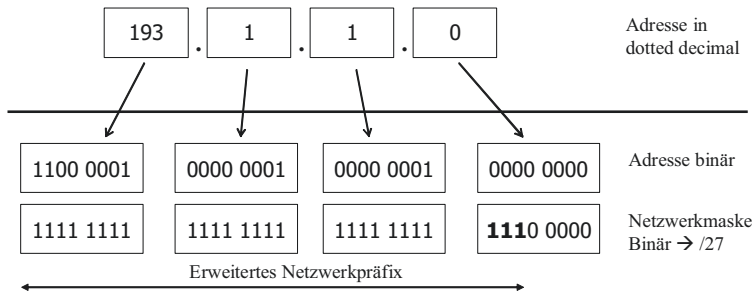 193 . 1 . 1 . 0
Adresse in
dotted decimal
1100 0001 0000 0001 0000 0001 0000 0000
Adresse binär
1111 1111 1111 1111 1111 1111 1110 0000
Netzwerkmaske
Binär → /27
Erweitertes Netzwerkpräfix